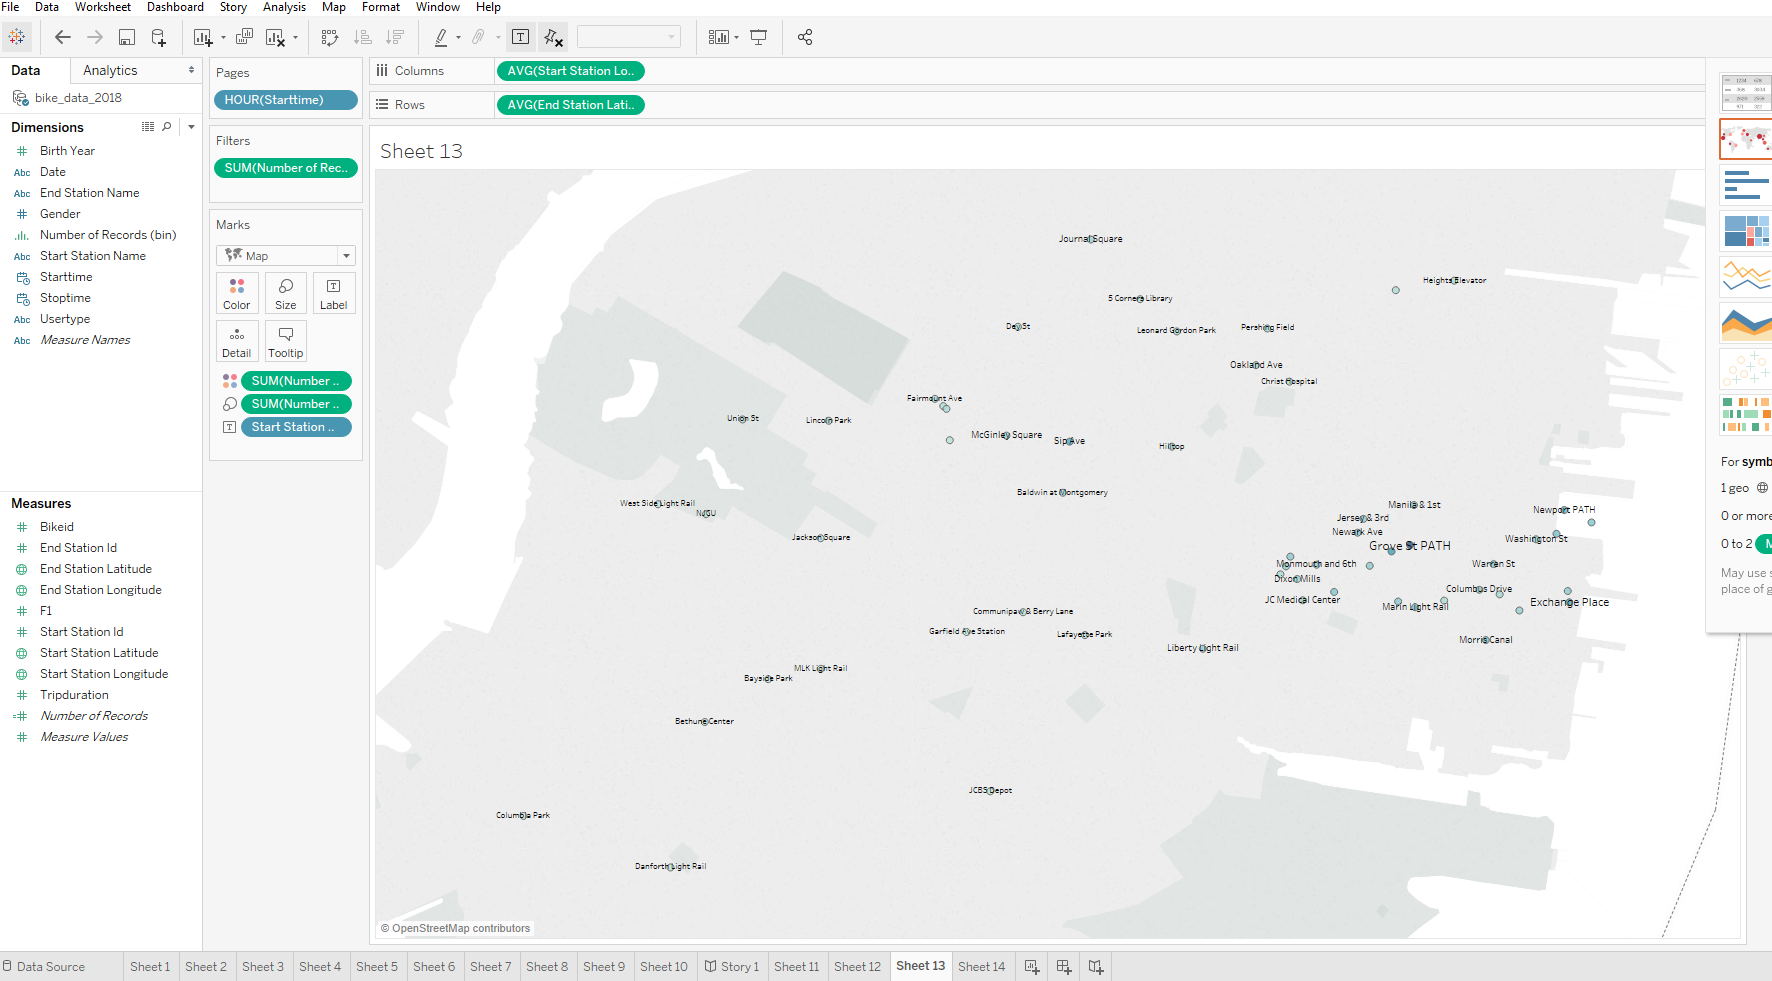 File Data Worksheet Dashboard Story Analysis Map Format Window Help
Data Analytics
bike_data_2018
Dimensions
Birth Year
Abc Date
Abc End Station Name
Gender
Number of Records (bin)
Abc Start Station Name
Starttime
Stoptime
Abc Usertype
Abc Measure Names
Measures
Bikeid
End Station Id
End Station Latitude
End Station Longitude
F1
Start Station Id
Start Station Latitude
Start Station Longitude
Tripduration
Number of Records
Measure Values
Pages
HOUR(Starttime)
Filters
SUM(Number of Rec..
Marks
Map
Color Size Label
Detail Tooltip
SUM(Number ..
SUM(Number ..
Start Station ..
Columns AVG(Start Station Lo..
Rows AVG(End Station Lati..
Sheet 13
Journal Square
Heights Elevator
5 Corners Library
Dey St
Leonard Gordon Park
Pershing Field
Oakland Ave
Christ Hospital
Fairmount Ave
Union St
Lincoln Park
McGinley Square
Sip Ave
Hilltop
Baldwin at Montgomery
West Side Light Rail
NJCU
Jackson Square
Manila & 1st
Newport PATH
Jersey & 3rd
Newark Ave
Washington St
Grove St PATH
Monmouth and 6th
Warren St
Dixon Mills
Columbus Drive
JC Medical Center
Marin Light Rail
Exchange Place
Communipaw & Berry Lane
Garfield Ave Station
Lafayette Park
Morris Canal
Liberty Light Rail
MLK Light Rail
Bayside Park
Bethune Center
JCBS Depot
Columbia Park
Danforth Light Rail
© OpenStreetMap contributors
For symb
1 geo
0 or more
0 to 2 M
May use s
place of g
Data Source Sheet 1 Sheet 2 Sheet 3 Sheet 4 Sheet 5 Sheet 6 Sheet 7 Sheet 8 Sheet 9 Sheet 10 Story 1 Sheet 11 Sheet 12 Sheet 13 Sheet 14